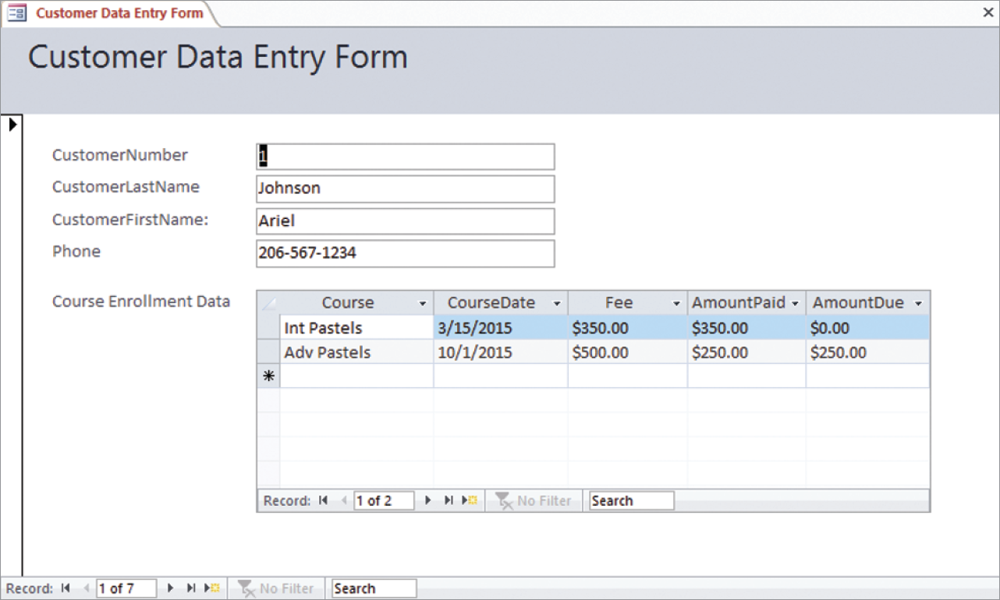 Customer Data Entry Form
Customer Data Entry Form
CustomerNumber 1
CustomerLastName Johnson
CustomerFirstName: Ariel
Phone 206-567-1234
Course Enrollment Data Course CourseDate Fee AmountPaid AmountDue
Int Pastels 3/15/2015 $350.00 $350.00 $0.00
Adv Pastels 10/1/2015 $500.00 $250.00 $250.00
Record: 1 of 2 No Filter Search
Record: 1 of 7 No Filter Search